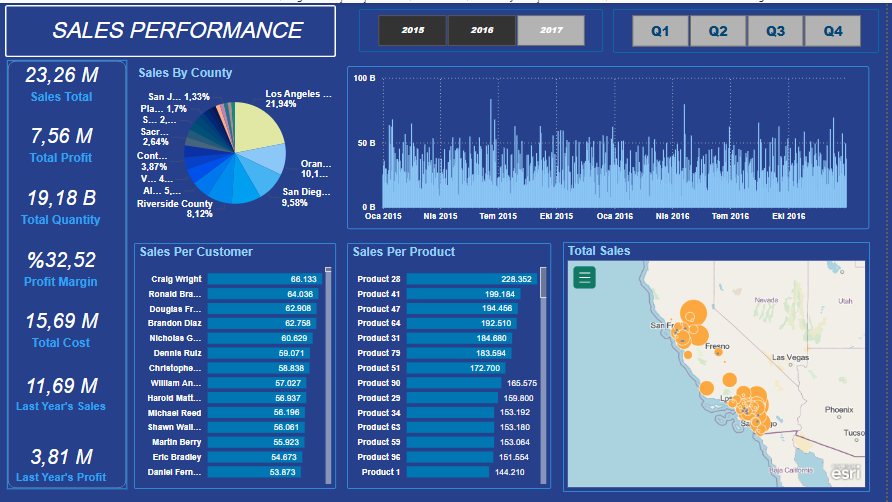 SALES PERFORMANCE
2015
2016
2017
Q1
Q2
Q3
Q4
23,26 M
Sales Total
7,56 M
Total Profit
19,18 B
Total Quantity
%32,52
Profit Margin
15,69 M
Total Cost
11,69 M
Last Year's Sales
3,81 M
Last Year's Profit
Sales By County
San J... 1,33%
Pla... 1,7%
S... 2,...
Sacr...
2,64%
Cont...
3,87%
V... 4...
Al... 5,...
Riverside County
8,12%
Los Angeles ...
21,94%
Oran...
10,1...
San Dieg...
9,58%
100 B
50 B
0 B
Oca 2015
Nis 2015
Tem 2015
Eki 2015
Oca 2016
Nis 2016
Tem 2016
Eki 2016
Sales Per Customer
Craig Wright 66.133
Ronald Bra... 64.036
Douglas Fr... 62.908
Brandon Diaz 62.758
Nicholas G... 60.629
Dennis Ruiz 59.071
Christophe... 58.838
William An... 57.027
Harold Matt... 56.937
Michael Reed 56.196
Shawn Wall... 56.061
Martin Berry 55.923
Eric Bradley 54.673
Daniel Fern... 53.873
Sales Per Product
Product 28 228.352
Product 41 199.184
Product 47 194.456
Product 64 192.510
Product 31 184.680
Product 79 183.594
Product 51 172.700
Product 90 165.575
Product 29 159.800
Product 34 153.192
Product 63 153.180
Product 59 153.064
Product 96 151.554
Product 1 144.210
Total Sales
Nevada
Utah
San Fr
Fresno
Las Vegas
Los
Phoenix
Sa
go
Tucso
Baja California
esri